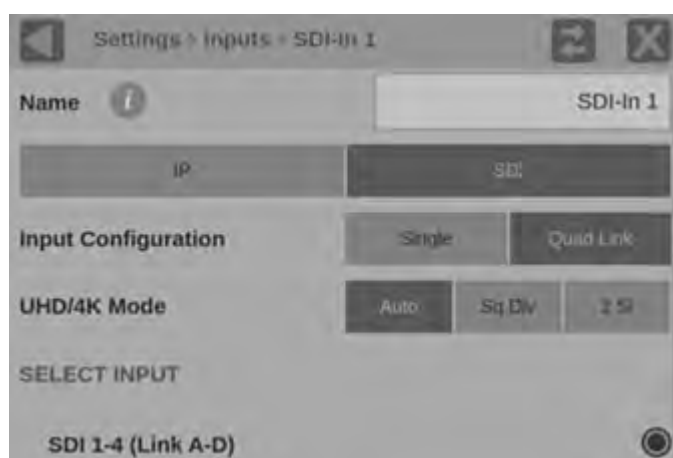 Settings > Inputs > SDI-In 1
Name i SDI-In 1
IP SDI
Input Configuration Single Quad Link
UHD/4K Mode Auto Sq Div 2 SI
SELECT INPUT
SDI 1-4 (Link A-D)